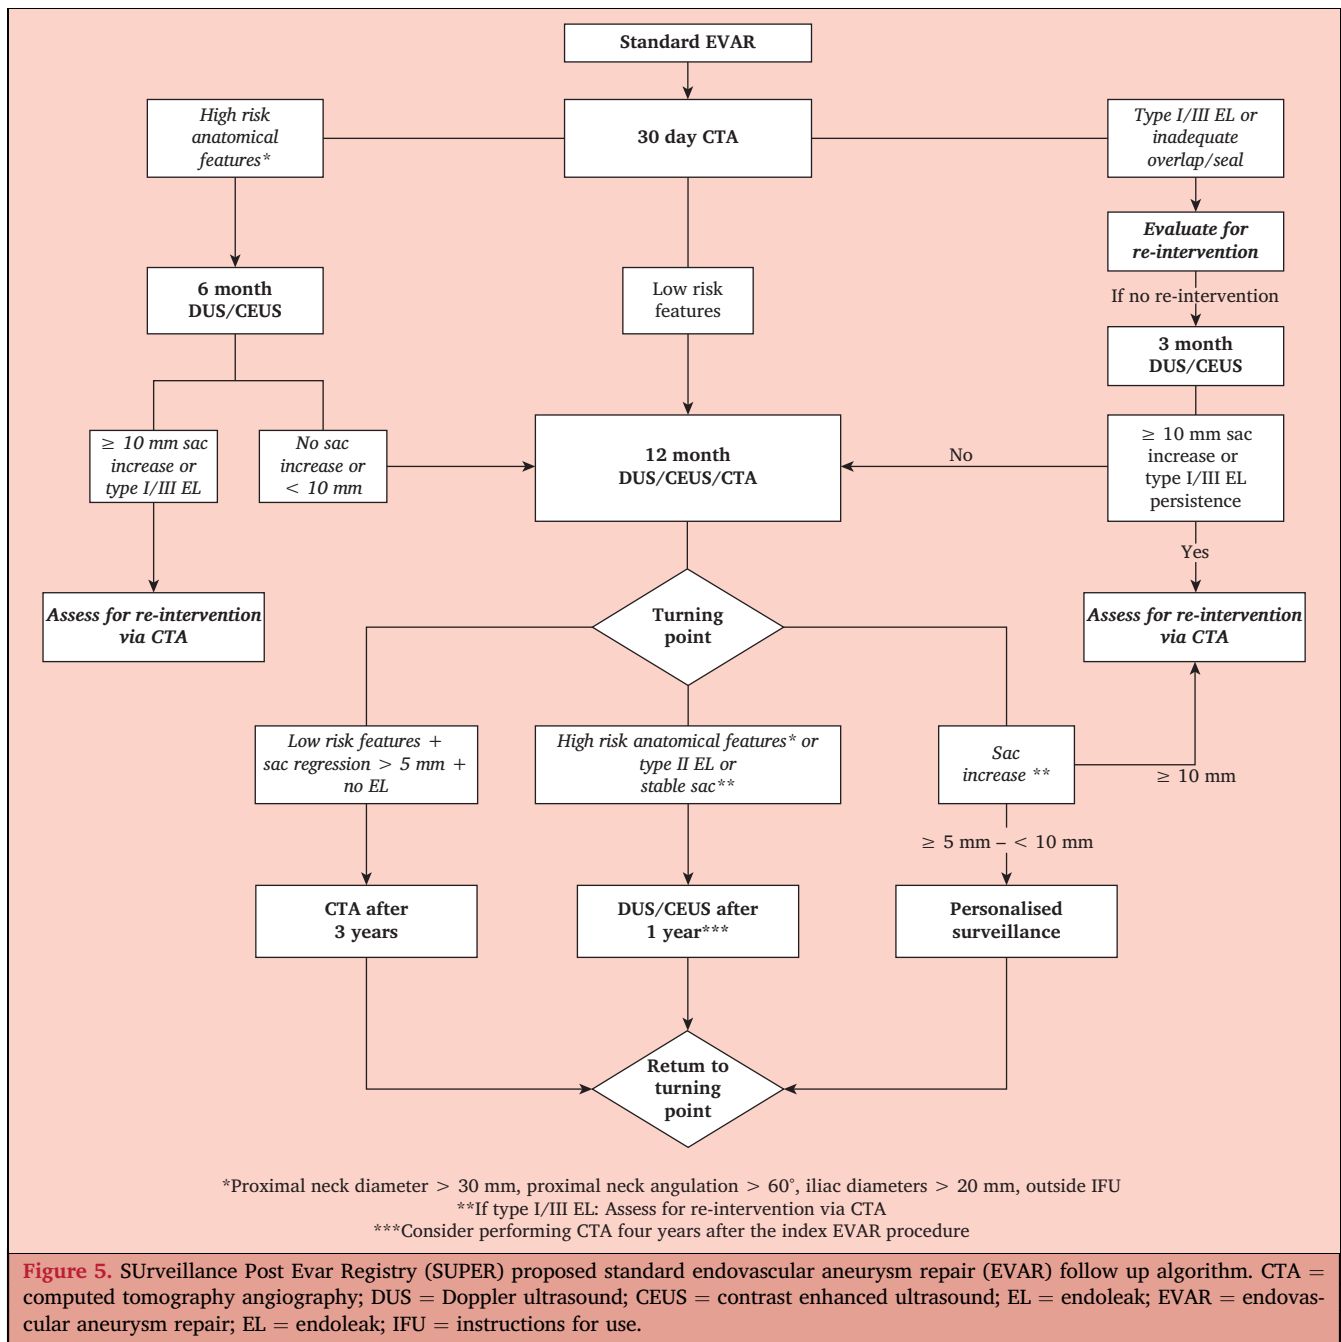 Standard EVAR
High risk
anatomical
features*
30 day CTA
Type I/III EL or
inadequate
overlap/seal
Evaluate for
re-intervention
If no re-intervention
6 month
DUS/CEUS
Low risk
features
3 month
DUS/CEUS
≥ 10 mm sac
increase or
type I/III EL
No sac
increase or
< 10 mm
12 month
DUS/CEUS/CTA
No
≥ 10 mm sac
increase or
type I/III EL
persistence
Yes
Assess for re-intervention
via CTA
Turning
point
Assess for re-intervention
via CTA
Low risk features +
sac regression > 5 mm +
no EL
High risk anatomical features* or
type II EL or
stable sac**
Sac
increase **
≥ 10 mm
≥ 5 mm – < 10 mm
CTA after
3 years
DUS/CEUS after
1 year***
Personalised
surveillance
Return to
turning
point
*Proximal neck diameter > 30 mm, proximal neck angulation > 60°, iliac diameters > 20 mm, outside IFU
**If type I/III EL: Assess for re-intervention via CTA
***Consider performing CTA four years after the index EVAR procedure
Figure 5. SUrveillance Post Evar Registry (SUPER) proposed standard endovascular aneurysm repair (EVAR) follow up algorithm. CTA =
computed tomography angiography; DUS = Doppler ultrasound; CEUS = contrast enhanced ultrasound; EL = endoleak; EVAR = endovas-
cular aneurysm repair; EL = endoleak; IFU = instructions for use.